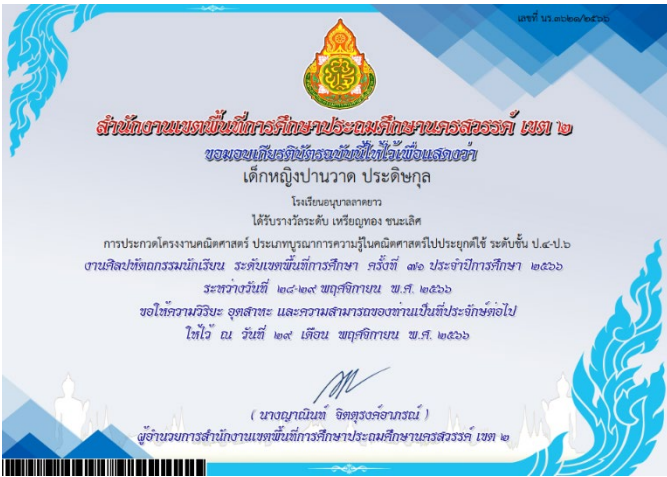 เลขที่ นว.๓๖๒๑/๒๕๖๖
สำนักงานเขตพื้นที่การศึกษาประถมศึกษานครสวรรค์ เขต ๒
ขอมอบเกียรติบัตรฉบับนี้ให้ไว้เพื่อแสดงว่า
เด็กหญิงปานวาด ประดิษกุล
โรงเรียนอนุบาลลาดยาว
ได้รับรางวัลระดับ เหรียญทอง ชนะเลิศ
การประกวดโครงงานคณิตศาสตร์ ประเภทบูรณาการความรู้ในคณิตศาสตร์ไปประยุกต์ใช้ ระดับชั้น ป.๔-ป.๖
งานศิลปหัตถกรรมนักเรียน ระดับเขตพื้นที่การศึกษา ครั้งที่ ๗๑ ประจำปีการศึกษา ๒๕๖๖
ระหว่างวันที่ ๒๘-๒๙ พฤศจิกายน พ.ศ. ๒๕๖๖
ขอให้ความวิริยะ อุตสาหะ และความสามารถของท่านเป็นที่ประจักษ์ต่อไป
ให้ไว้ ณ วันที่ ๒๙ เดือน พฤศจิกายน พ.ศ. ๒๕๖๖
( นางญาณินท์ จิตตุรงค์อาภรณ์ )
ผู้อำนวยการสำนักงานเขตพื้นที่การศึกษาประถมศึกษานครสวรรค์ เขต ๒